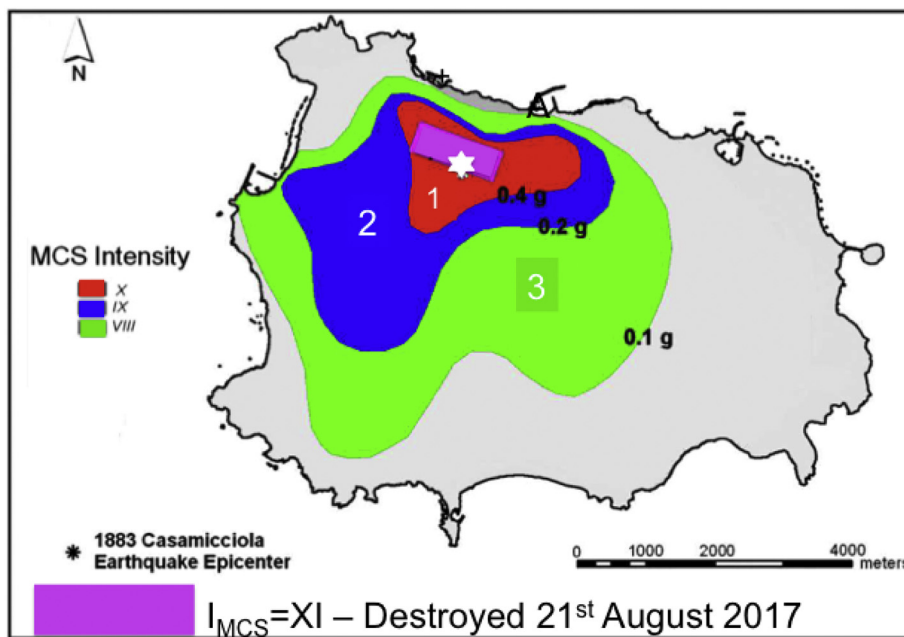 N
A
1
0.4 g
2
0.2 g
MCS Intensity
X
IX
VIII
3
0.1 g
1883 Casamicciola
Earthquake Epicenter
0 1000 2000 4000
meters
I_MCS=XI – Destroyed 21st August 2017